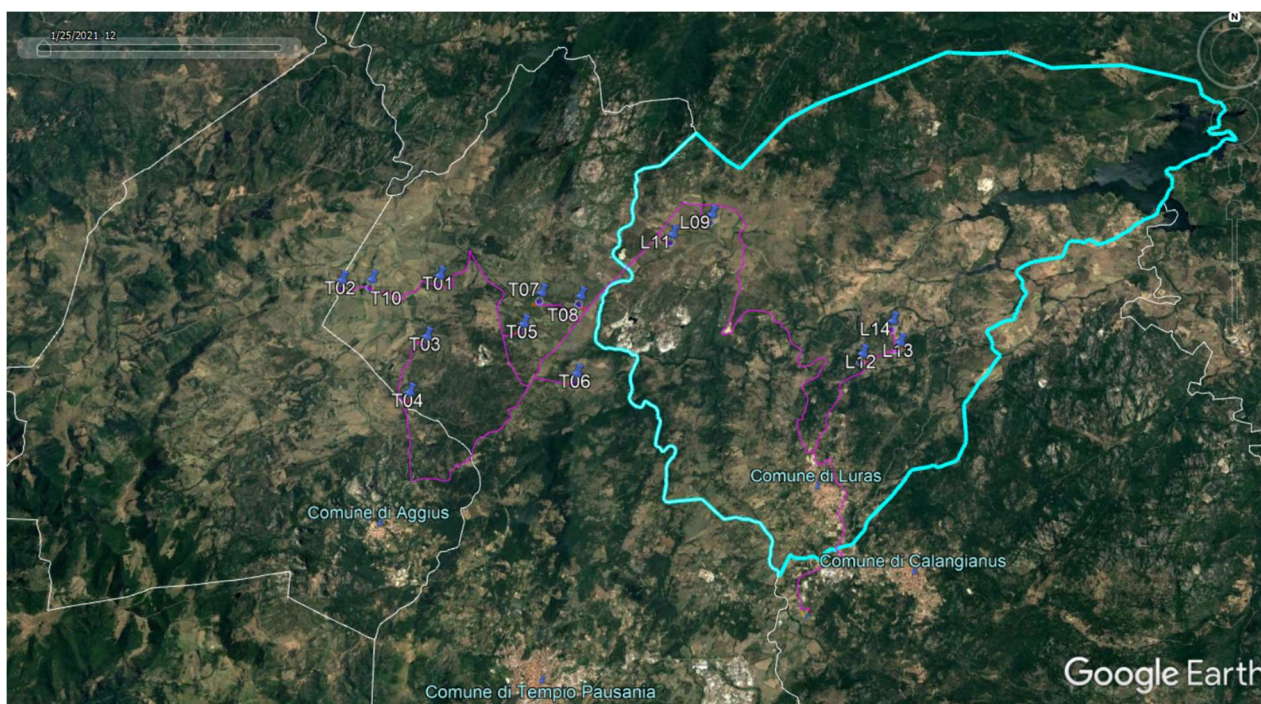 N
1/25/2021 12
L09
L11
T02
T10
T01
T07
T08
T05
T03
T06
T04
L14
L13
L12
Comune di Luras
Comune di Aggius
Comune di Calangianus
Comune di Tempio Pausania
Google Earth